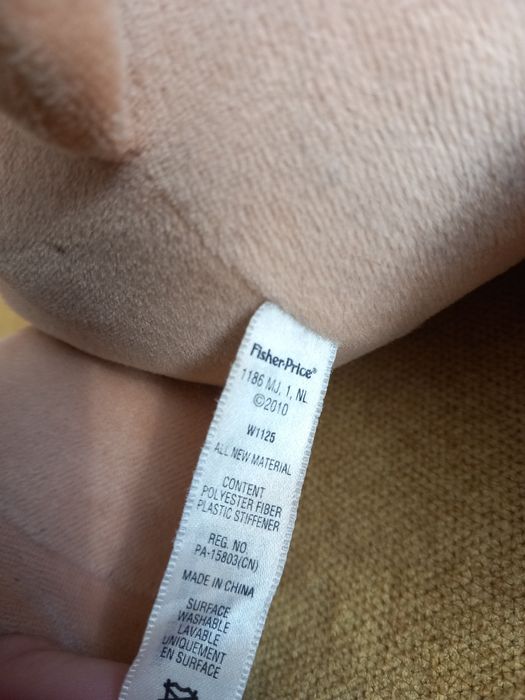 Fisher-Price®
1186 MJ, 1, NL
©2010
W1125
ALL NEW MATERIAL
CONTENT
POLYESTER FIBER
PLASTIC STIFFENER
REG. NO.
PA-15803(CN)
MADE IN CHINA
SURFACE
WASHABLE
LAVABLE
UNIQUEMENT
EN SURFACE